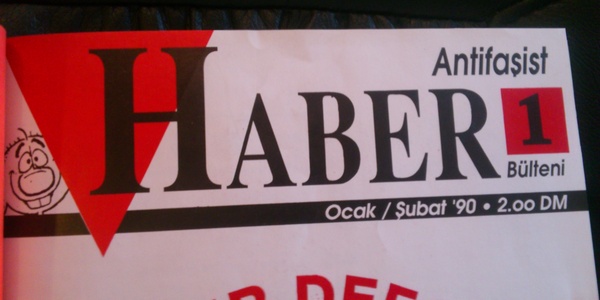 Antifaşist
HABER 1
Bülteni
Ocak / Şubat '90 • 2.oo DM